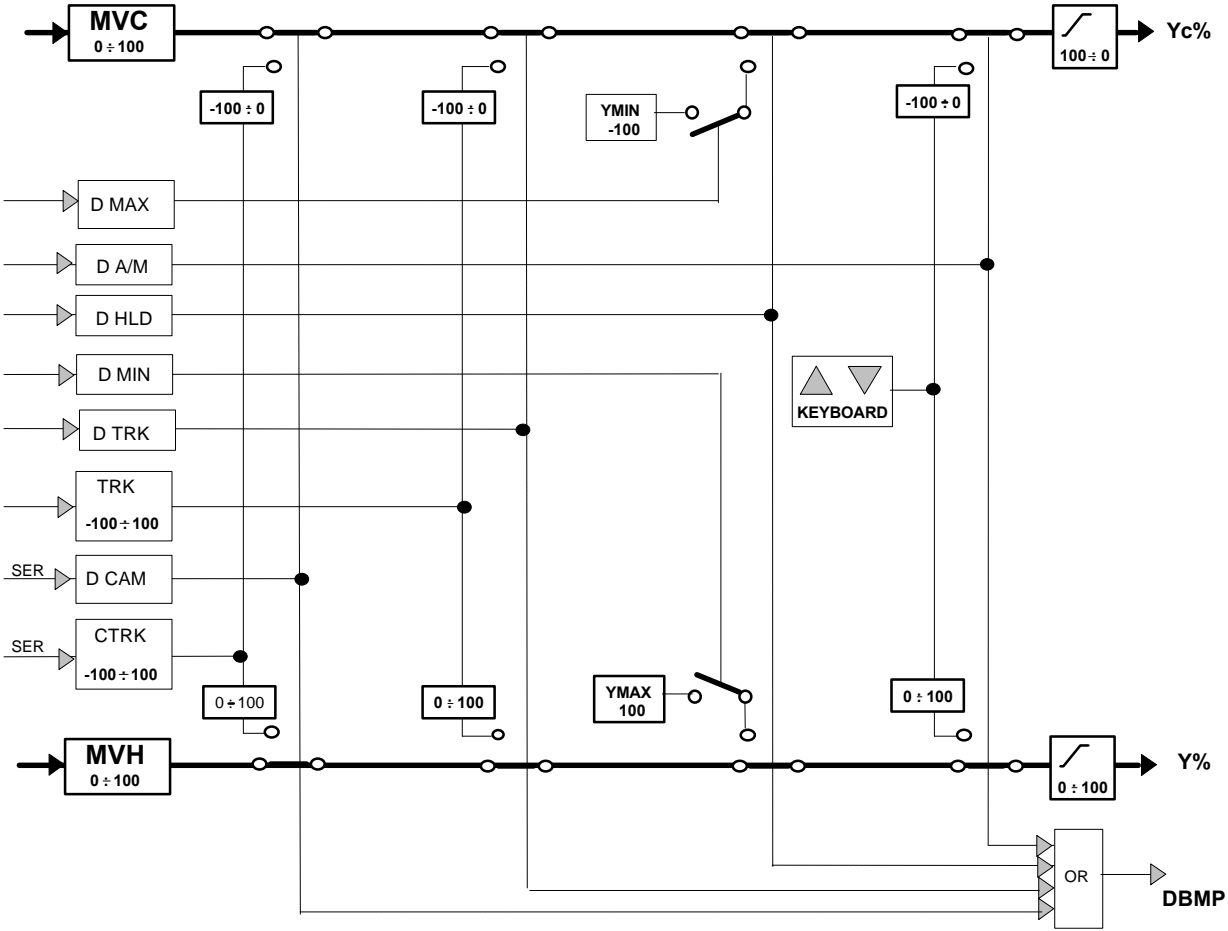 MVC
0 ÷ 100
100 ÷ 0
Yc%
-100 ÷ 0
-100 ÷ 0
YMIN
-100
-100 ÷ 0
D MAX
D A/M
D HLD
D MIN
KEYBOARD
D TRK
TRK
-100 ÷ 100
SER
D CAM
SER
CTRK
-100 ÷ 100
0 ÷ 100
0 ÷ 100
YMAX
100
0 ÷ 100
MVH
0 ÷ 100
0 ÷ 100
Y%
OR
DBMP